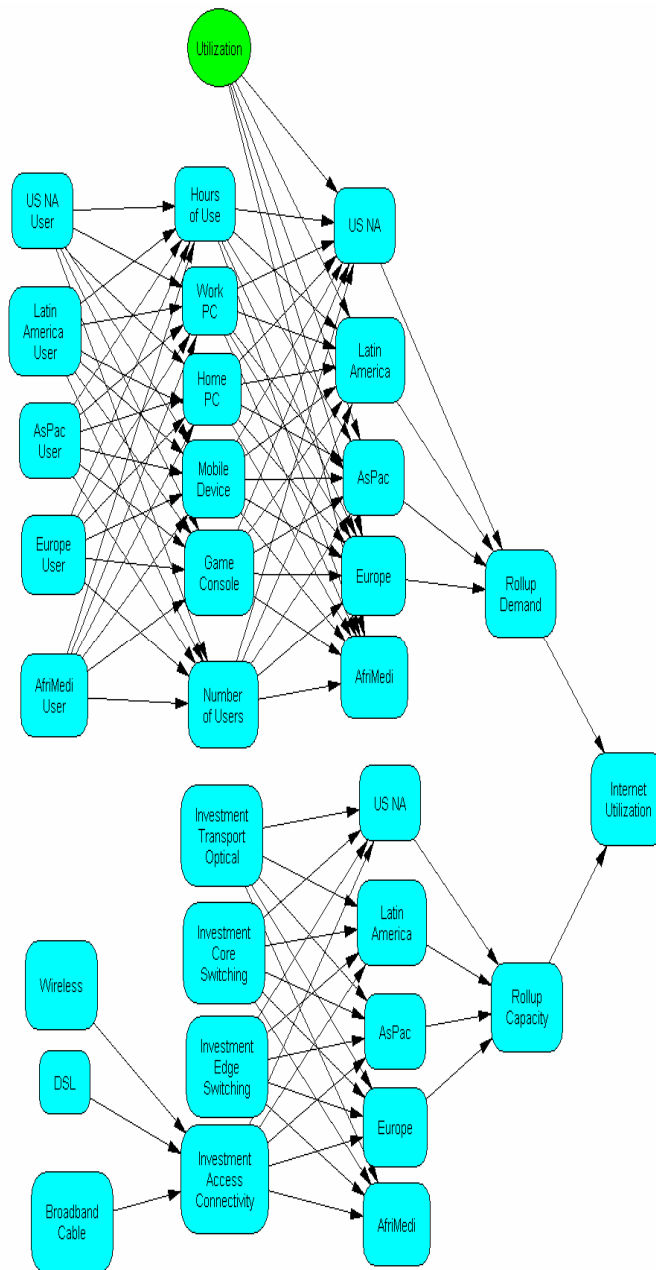 Utilization
US NA
User
Latin
America
User
AsPac
User
Europe
User
AfriMedi
User
Hours
of Use
Work
PC
Home
PC
Mobile
Device
Game
Console
Number
of Users
US NA
Latin
America
AsPac
Europe
AfriMedi
Rollup
Demand
Internet
Utilization
Wireless
DSL
Broadband
Cable
Investment
Transport
Optical
Investment
Core
Switching
Investment
Edge
Switching
Investment
Access
Connectivity
US NA
Latin
America
AsPac
Europe
AfriMedi
Rollup
Capacity